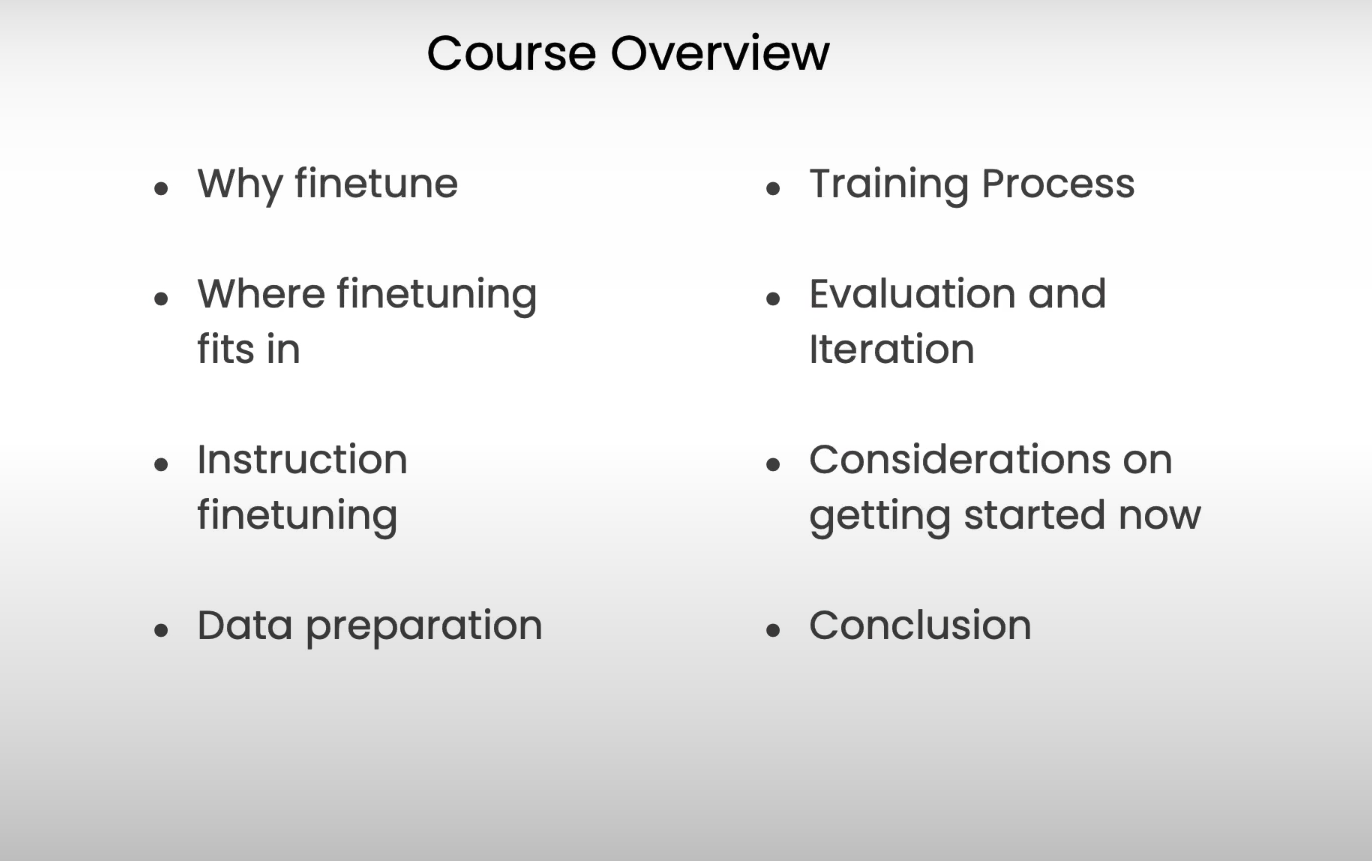 Course Overview
Why finetune
Where finetuning
fits in
Instruction
finetuning
Data preparation
Training Process
Evaluation and
Iteration
Considerations on
getting started now
Conclusion